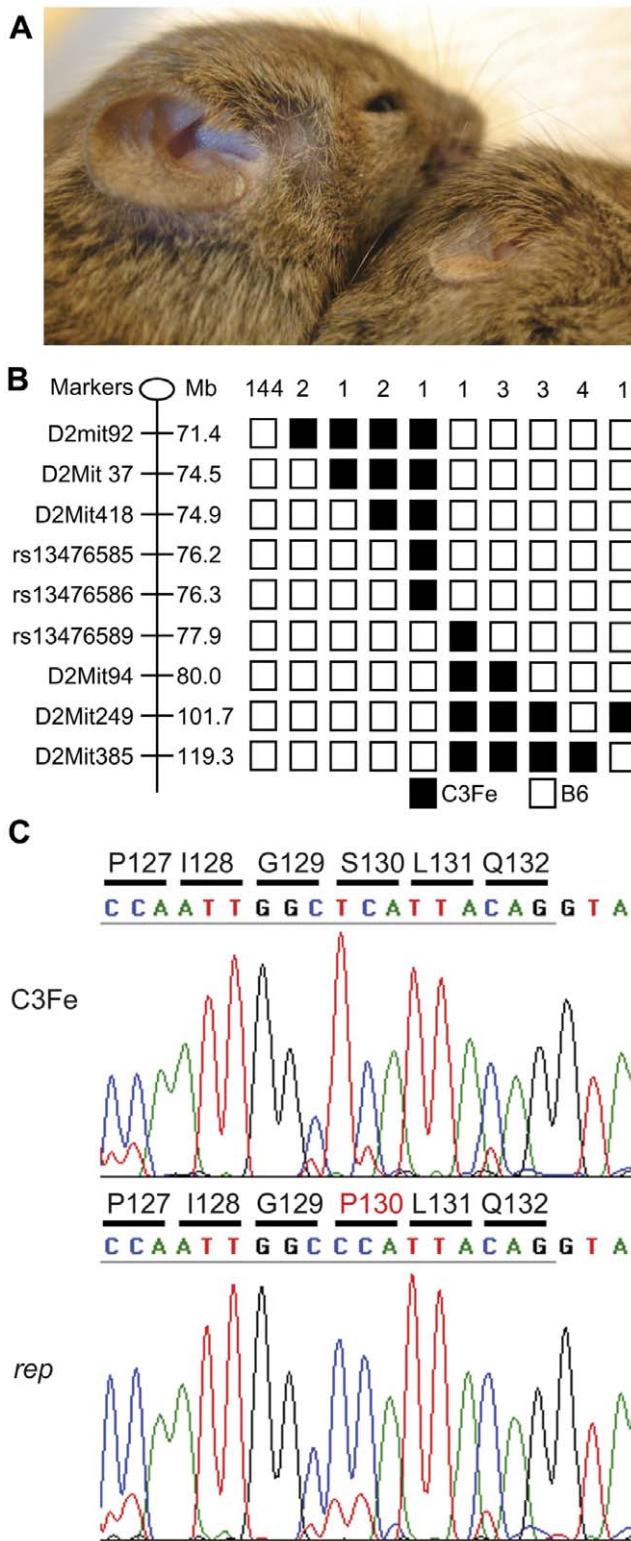 A
B
Markers Mb 144 2 1 2 1 1 3 3 4 1
D2mit92 71.4
D2Mit 37 74.5
D2Mit418 74.9
rs13476585 76.2
rs13476586 76.3
rs13476589 77.9
D2Mit94 80.0
D2Mit249 101.7
D2Mit385 119.3
C3Fe B6
C
P127 I128 G129 S130 L131 Q132
C C A A T T G G C T C A T T A C A G G T A
C3Fe
P127 I128 G129 P130 L131 Q132
C C A A T T G G C C C A T T A C A G G T A
rep